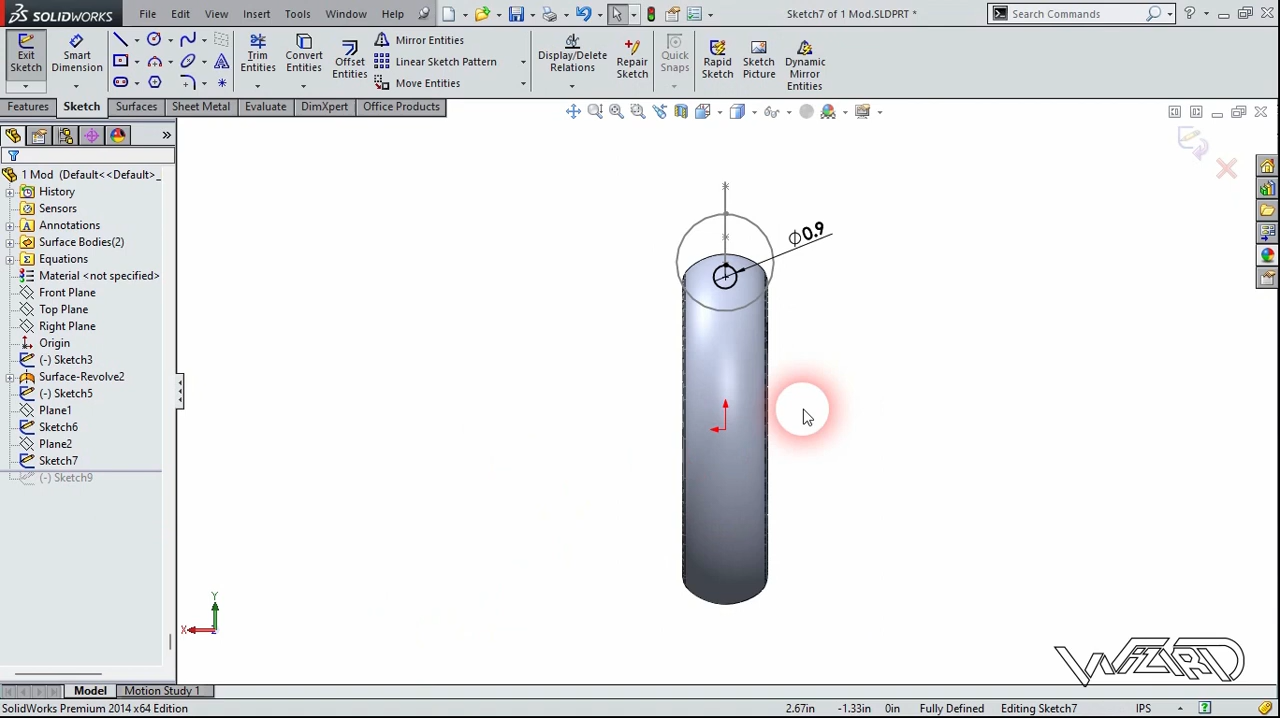 SOLIDWORKS File Edit View Insert Tools Window Help Sketch7 of 1 Mod.SLDPRT * Search Commands
Exit Sketch
Smart Dimension
Trim Entities
Convert Entities
Offset Entities
Mirror Entities
Linear Sketch Pattern
Move Entities
Display/Delete Relations
Repair Sketch
Quick Snaps
Rapid Sketch
Sketch Picture
Dynamic Mirror Entities
Features Sketch Surfaces Sheet Metal Evaluate DimXpert Office Products
1 Mod (Default<<Default>_
History
Sensors
Annotations
Surface Bodies(2)
Equations
Material <not specified>
Front Plane
Top Plane
Right Plane
Origin
(-) Sketch3
Surface-Revolve2
(-) Sketch5
Plane1
Sketch6
Plane2
Sketch7
(-) Sketch9
∅0.9
Y
X
WIZARD
Model Motion Study 1
SolidWorks Premium 2014 x64 Edition 2.67in -1.33in 0in Fully Defined Editing Sketch7 IPS